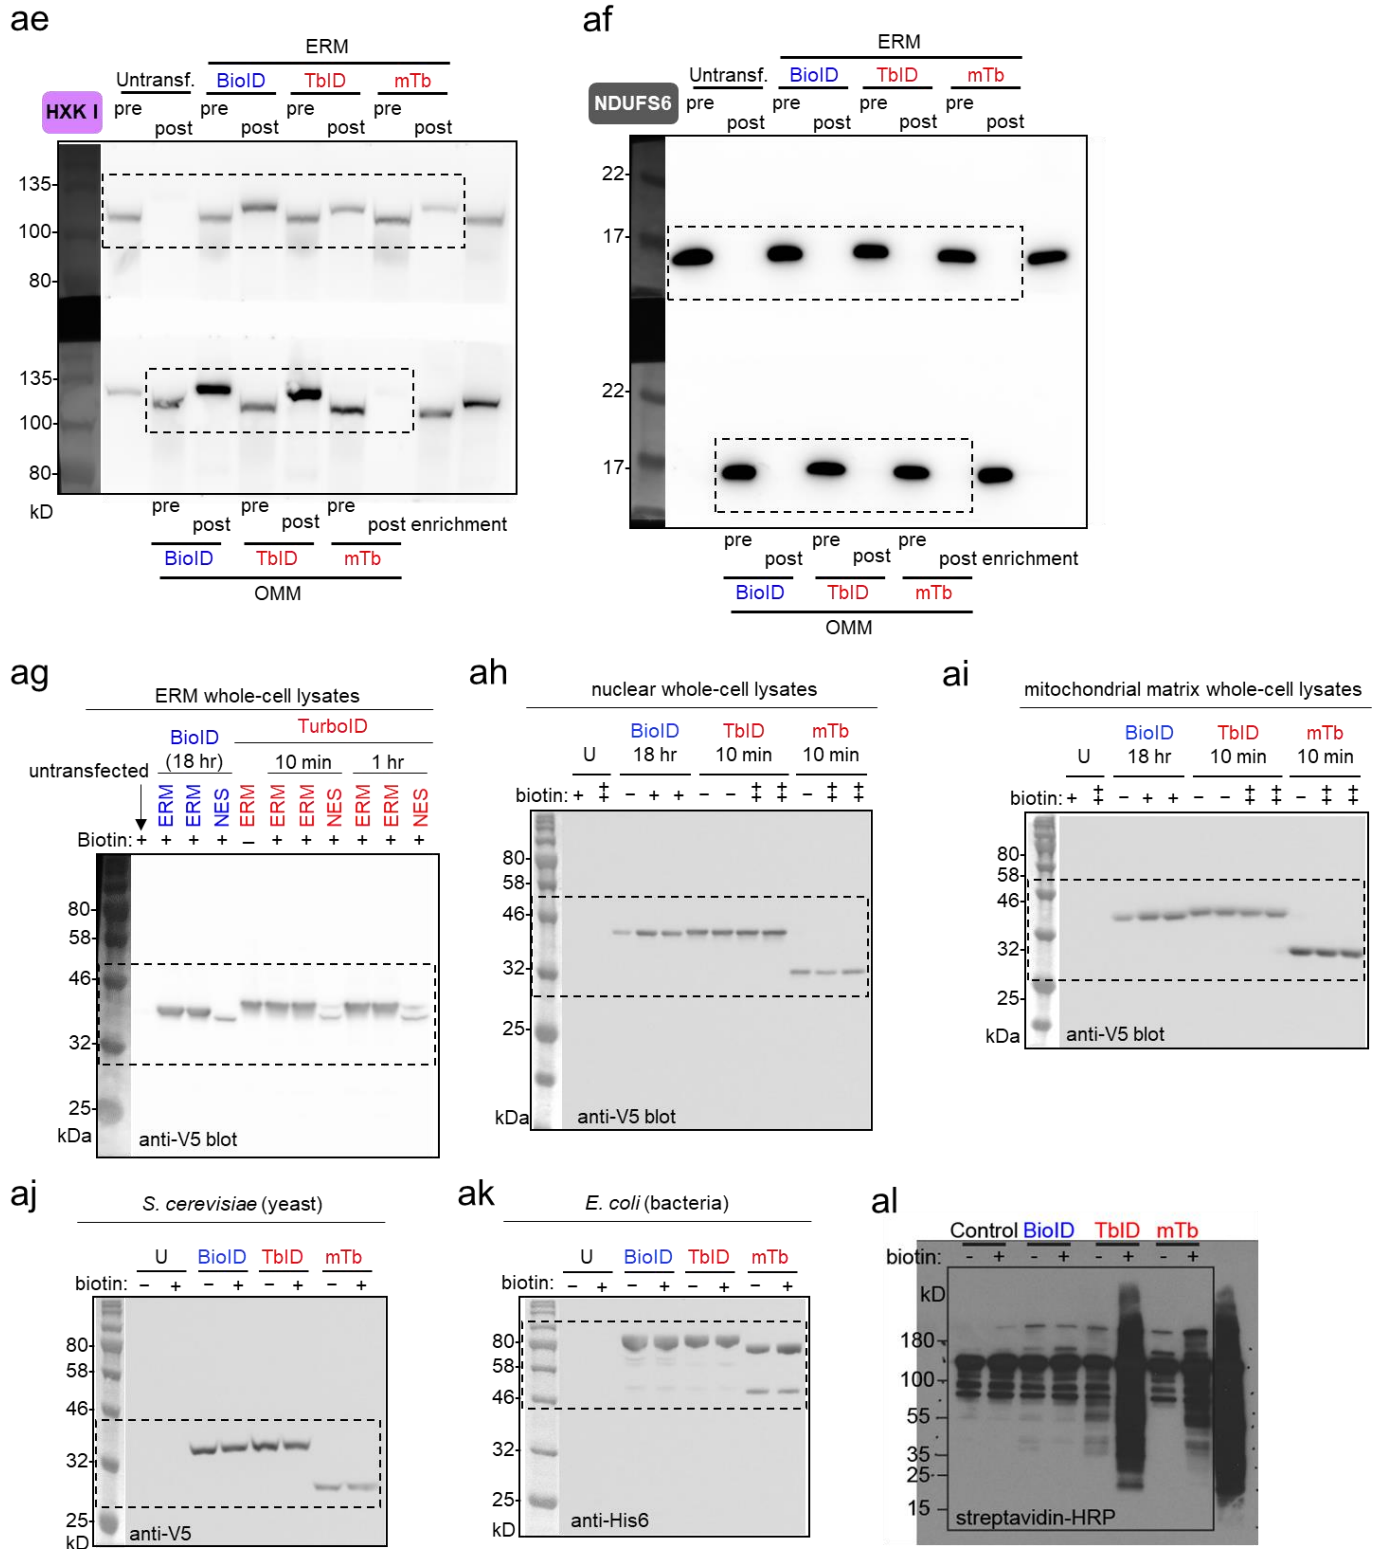 ae
ERM
Untransf. BioID TbID mTb
HXK I
pre pre pre pre
post post post post
135-
100-
80-
135-
100-
80-
kD
pre pre pre
post post post enrichment
BioID TbID mTb
OMM
af
ERM
Untransf. BioID TbID mTb
NDUFS6
pre pre pre pre
post post post post
22-
17-
22-
17-
pre pre pre
post post post enrichment
BioID TbID mTb
OMM
ag
ERM whole-cell lysates
TurboID
BioID
(18 hr) 10 min 1 hr
untransfected
ERM ERM NES ERM ERM ERM NES ERM ERM NES
Biotin: + + + + – + + + + + +
80-
58-
46-
32-
25-
kDa
anti-V5 blot
ah
nuclear whole-cell lysates
BioID TbID mTb
U 18 hr 10 min 10 min
biotin: + ‡ – + + – – ‡ ‡ – ‡ ‡
80-
58-
46-
32-
25-
kDa
anti-V5 blot
ai
mitochondrial matrix whole-cell lysates
BioID TbID mTb
U 18 hr 10 min 10 min
biotin: + ‡ – + + – – ‡ ‡ – ‡ ‡
80-
58-
46-
32-
25-
kDa
anti-V5 blot
aj
S. cerevisiae (yeast)
U BioID TbID mTb
biotin: – + – + – + – +
80-
58-
46-
32-
25-
kD
anti-V5
ak
E. coli (bacteria)
U BioID TbID mTb
biotin: – + – + – + – +
80-
58-
46-
32-
25-
kD
anti-His6
al
Control BioID TbID mTb
biotin: – + – + – + – +
kD
180-
100-
55-
35-
25-
15-
streptavidin-HRP